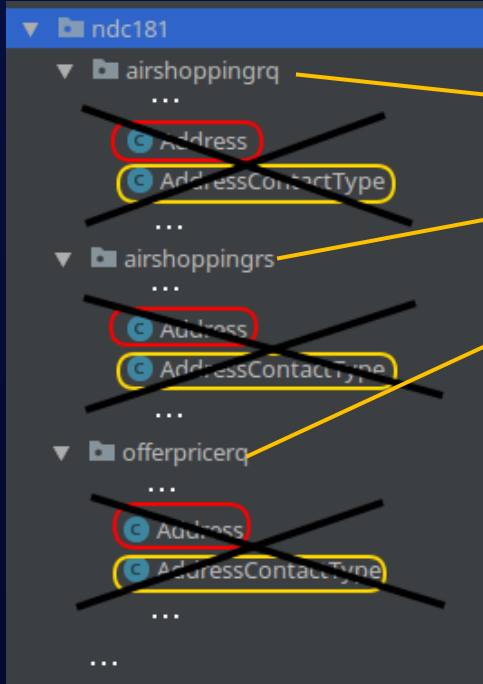 ndc181
airshoppingrq
...
Address
AddressContactType
...
airshoppingrs
...
Address
AddressContactType
...
offerpricerq
...
Address
AddressContactType
...
...